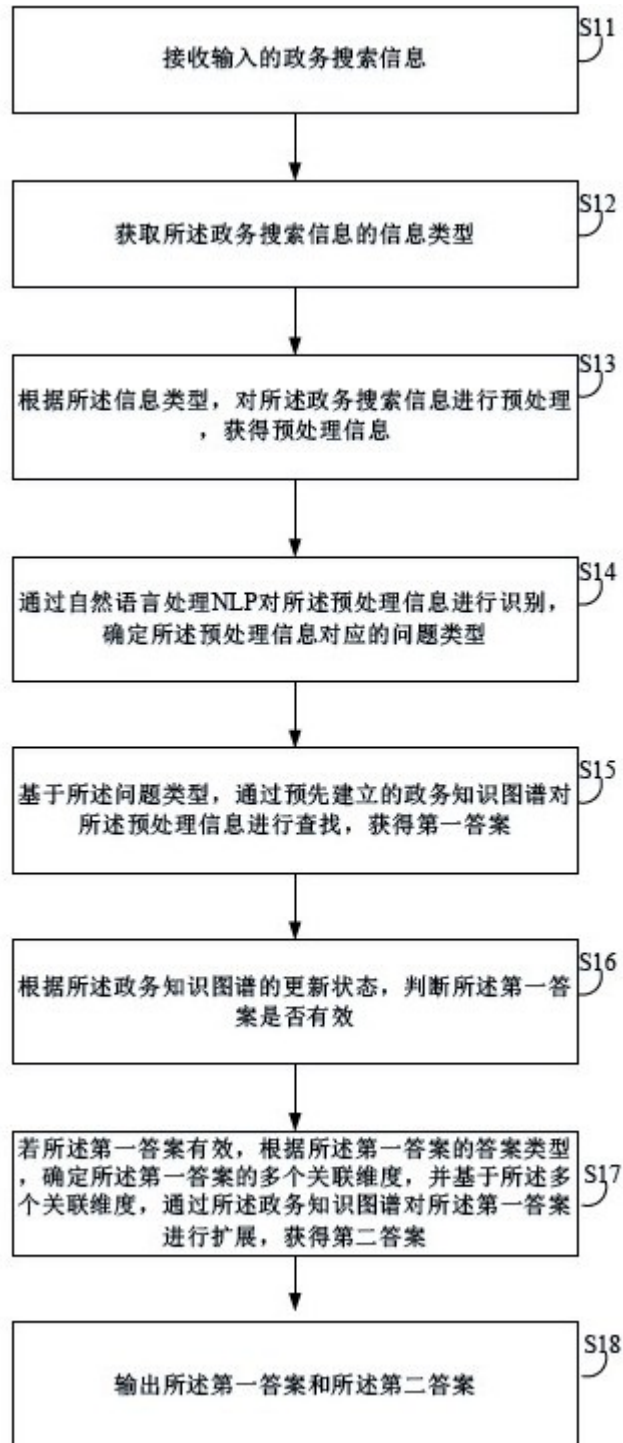 S11
接收输入的政务搜索信息
S12
获取所述政务搜索信息的信息类型
S13
根据所述信息类型，对所述政务搜索信息进行预处理
，获得预处理信息
S14
通过自然语言处理NLP对所述预处理信息进行识别，
确定所述预处理信息对应的问题类型
S15
基于所述问题类型，通过预先建立的政务知识图谱对
所述预处理信息进行查找，获得第一答案
S16
根据所述政务知识图谱的更新状态，判断所述第一答
案是否有效
S17
若所述第一答案有效，根据所述第一答案的答案类型
，确定所述第一答案的多个关联维度，并基于所述多
个关联维度，通过所述政务知识图谱对所述第一答案
进行扩展，获得第二答案
S18
输出所述第一答案和所述第二答案